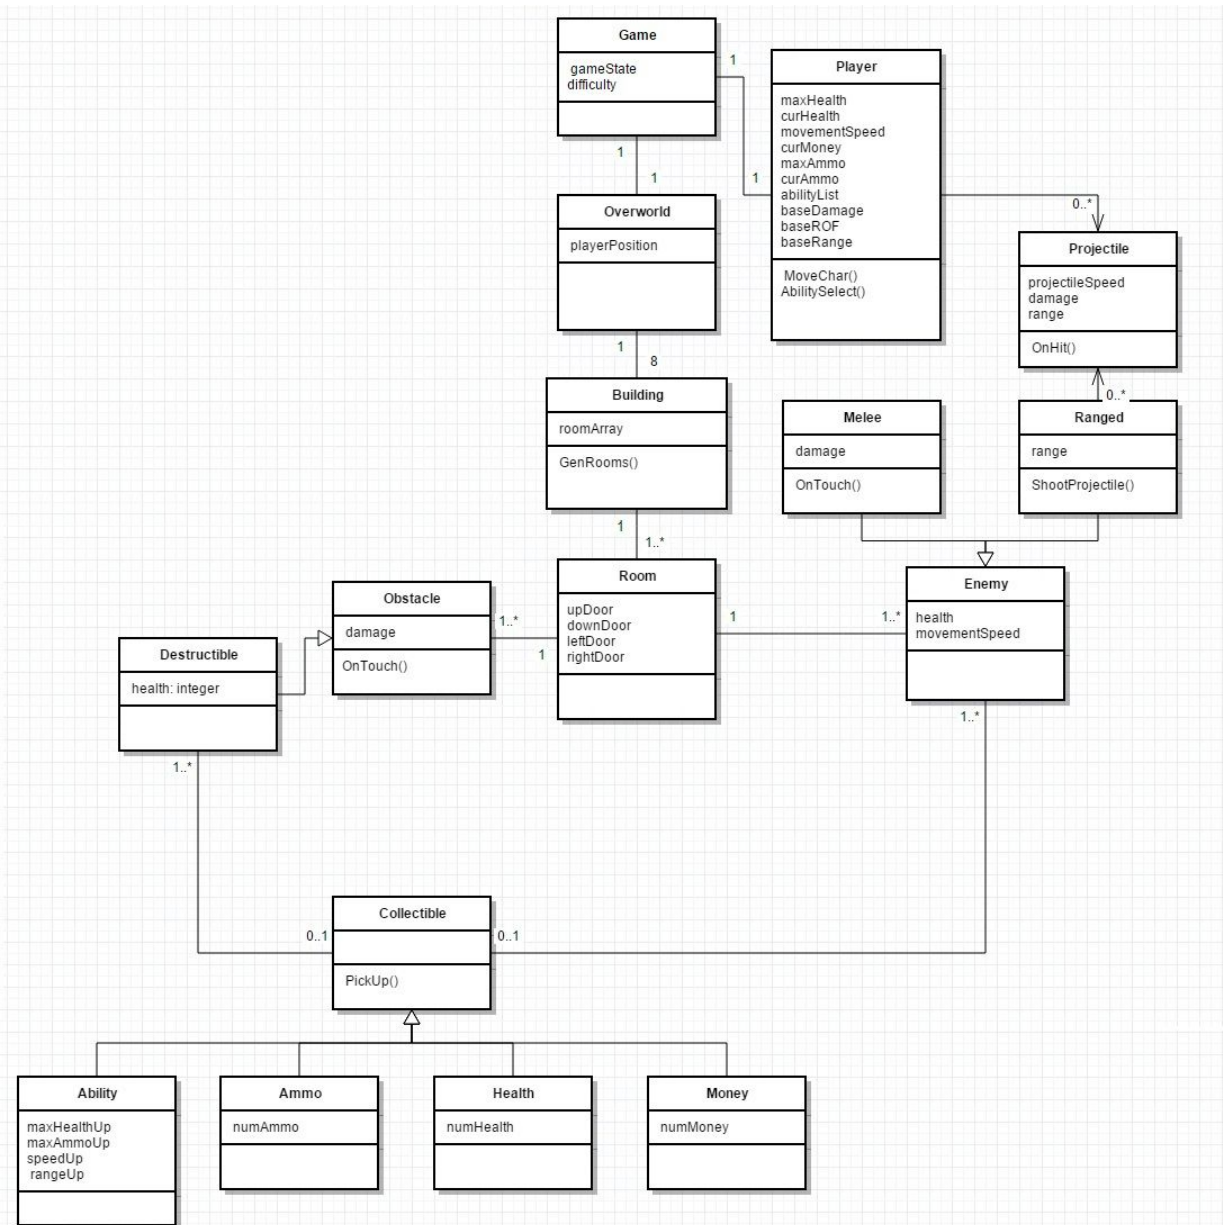 Game
gameState
difficulty
1
1
1
1
Player
maxHealth
curHealth
movementSpeed
curMoney
maxAmmo
curAmmo
abilityList
baseDamage
baseROF
baseRange
MoveChar()
AbilitySelect()
0..*
Overworld
playerPosition
1
8
Projectile
projectileSpeed
damage
range
OnHit()
0..*
Building
roomArray
GenRooms()
1
1..*
Melee
damage
OnTouch()
Ranged
range
ShootProjectile()
Room
upDoor
downDoor
leftDoor
rightDoor
1
1..*
Enemy
health
movementSpeed
1..*
Obstacle
damage
OnTouch()
1..*
1
Destructible
health: integer
1..*
Collectible
PickUp()
0..1
0..1
Ability
maxHealthUp
maxAmmoUp
speedUp
rangeUp
Ammo
numAmmo
Health
numHealth
Money
numMoney